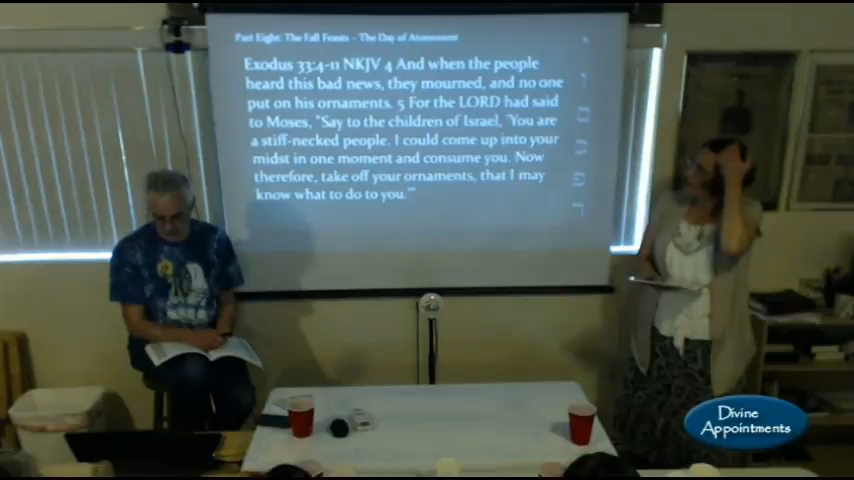 Part Eight: The Fall Feasts – The Day of Atonement
Exodus 33:4-11 NKJV 4 And when the people
heard this bad news, they mourned, and no one
put on his ornaments. 5 For the LORD had said
to Moses, "Say to the children of Israel, 'You are
a stiff-necked people. I could come up into your
midst in one moment and consume you. Now
therefore, take off your ornaments, that I may
know what to do to you.'"
Divine
Appointments